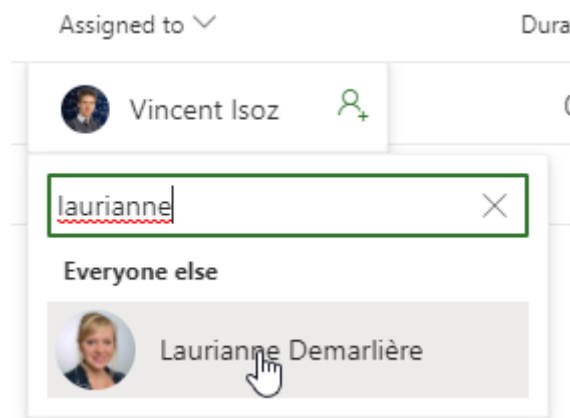 Assigned to
Dura
Vincent Isoz
laurianne
Everyone else
Laurianne Demarlière